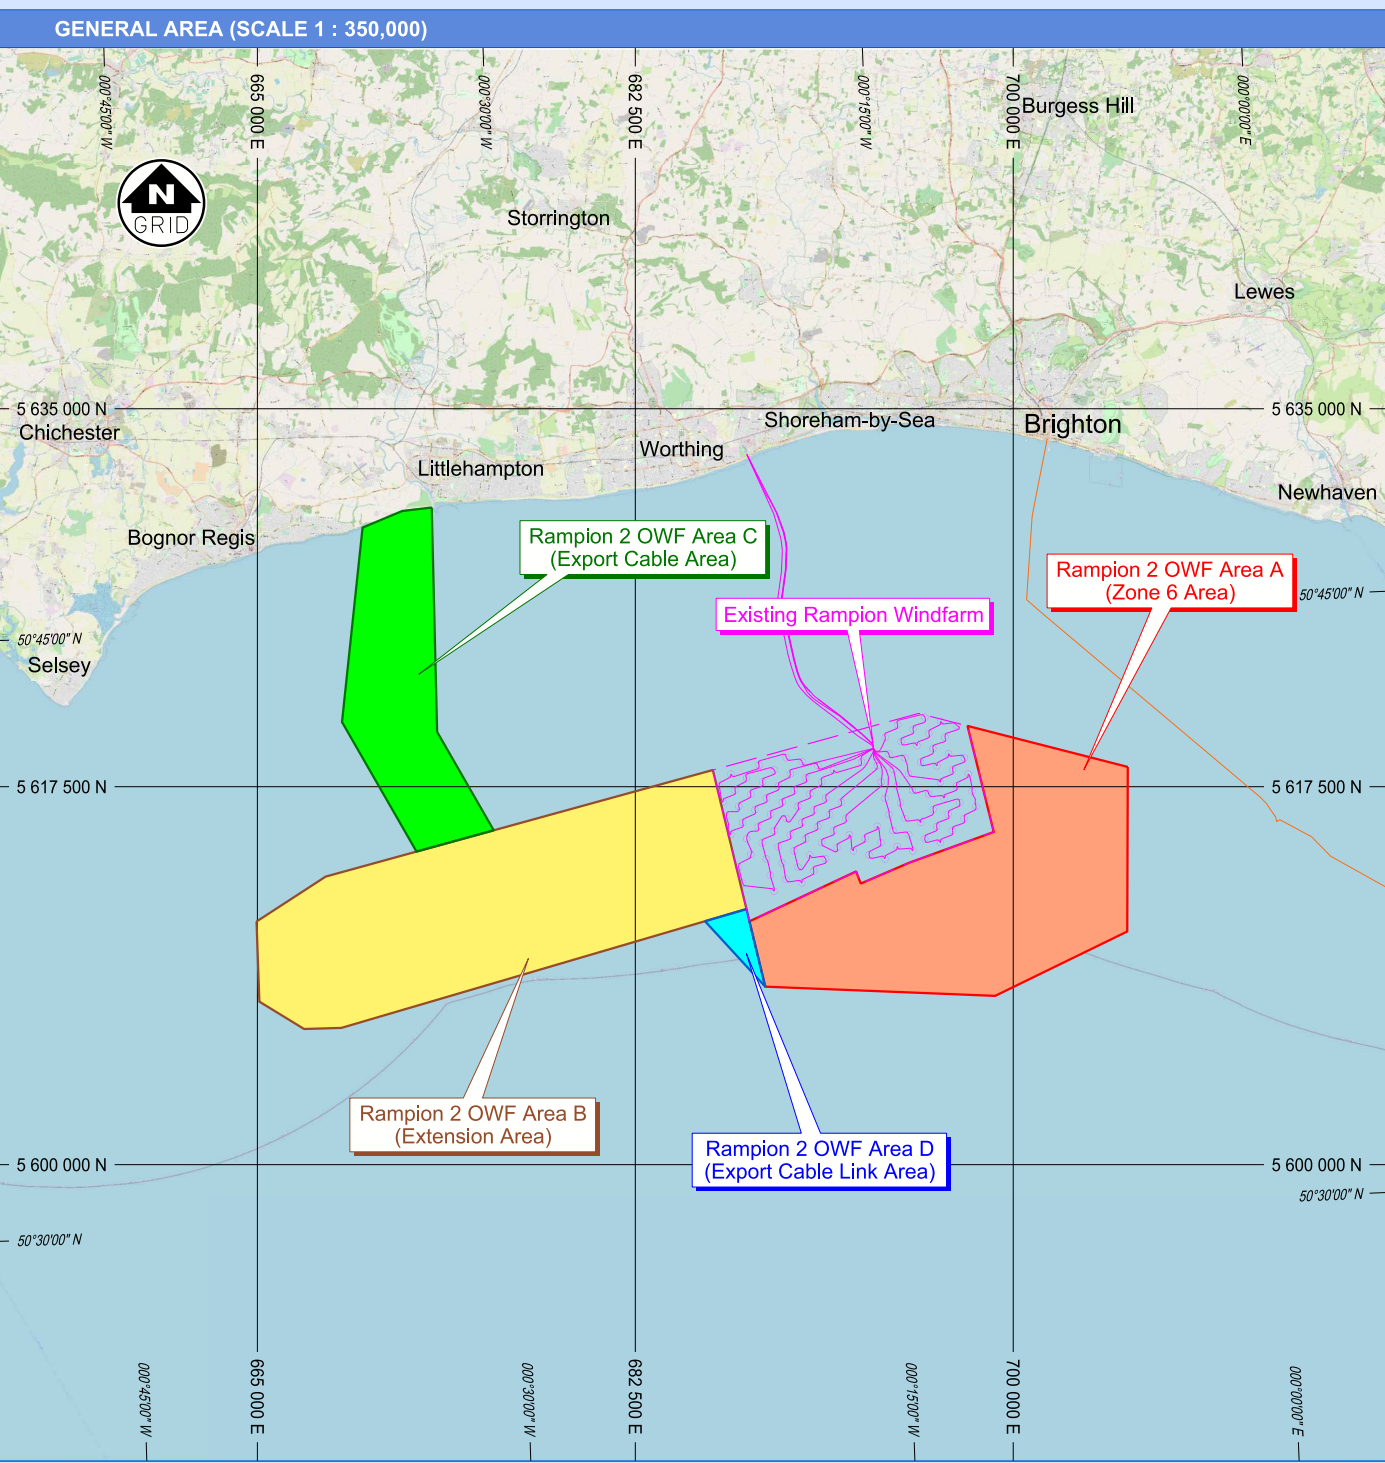 GENERAL AREA (SCALE 1 : 350,000)
000°45'00" W
665 000 E
000°30'00" W
682 500 E
000°15'00" W
700 000 E
000°00'00" E
Burgess Hill
N
GRID
Storrington
Lewes
5 635 000 N
5 635 000 N
Chichester
Shoreham-by-Sea
Brighton
Worthing
Littlehampton
Newhaven
Bognor Regis
Rampion 2 OWF Area C
(Export Cable Area)
Rampion 2 OWF Area A
(Zone 6 Area)
50°45'00" N
Existing Rampion Windfarm
50°45'00" N
Selsey
5 617 500 N
5 617 500 N
Rampion 2 OWF Area B
(Extension Area)
Rampion 2 OWF Area D
(Export Cable Link Area)
5 600 000 N
5 600 000 N
50°30'00" N
50°30'00" N
000°45'00" W
665 000 E
000°30'00" W
682 500 E
000°15'00" W
700 000 E
000°00'00" E